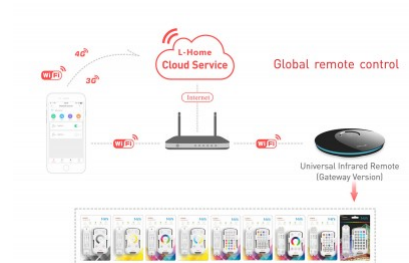 4G
L-Home
Cloud Service
Global remote control
WiFi
3G
Internet
WiFi
WiFi
Universal Infrared Remote
(Gateway Version)